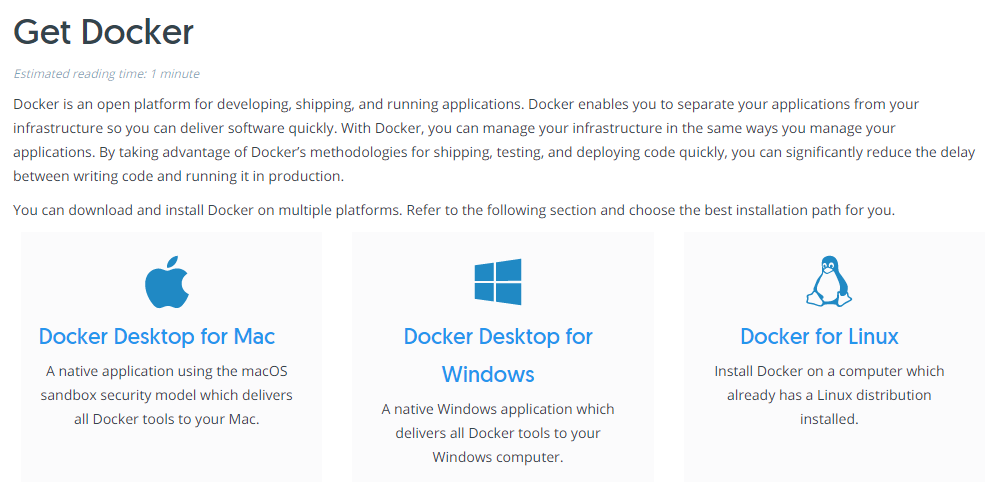 Get Docker
Estimated reading time: 1 minute
Docker is an open platform for developing, shipping, and running applications. Docker enables you to separate your applications from your
infrastructure so you can deliver software quickly. With Docker, you can manage your infrastructure in the same ways you manage your
applications. By taking advantage of Docker’s methodologies for shipping, testing, and deploying code quickly, you can significantly reduce the delay
between writing code and running it in production.
You can download and install Docker on multiple platforms. Refer to the following section and choose the best installation path for you.
Docker Desktop for Mac
A native application using the macOS
sandbox security model which delivers
all Docker tools to your Mac.
Docker Desktop for
Windows
A native Windows application which
delivers all Docker tools to your
Windows computer.
Docker for Linux
Install Docker on a computer which
already has a Linux distribution
installed.